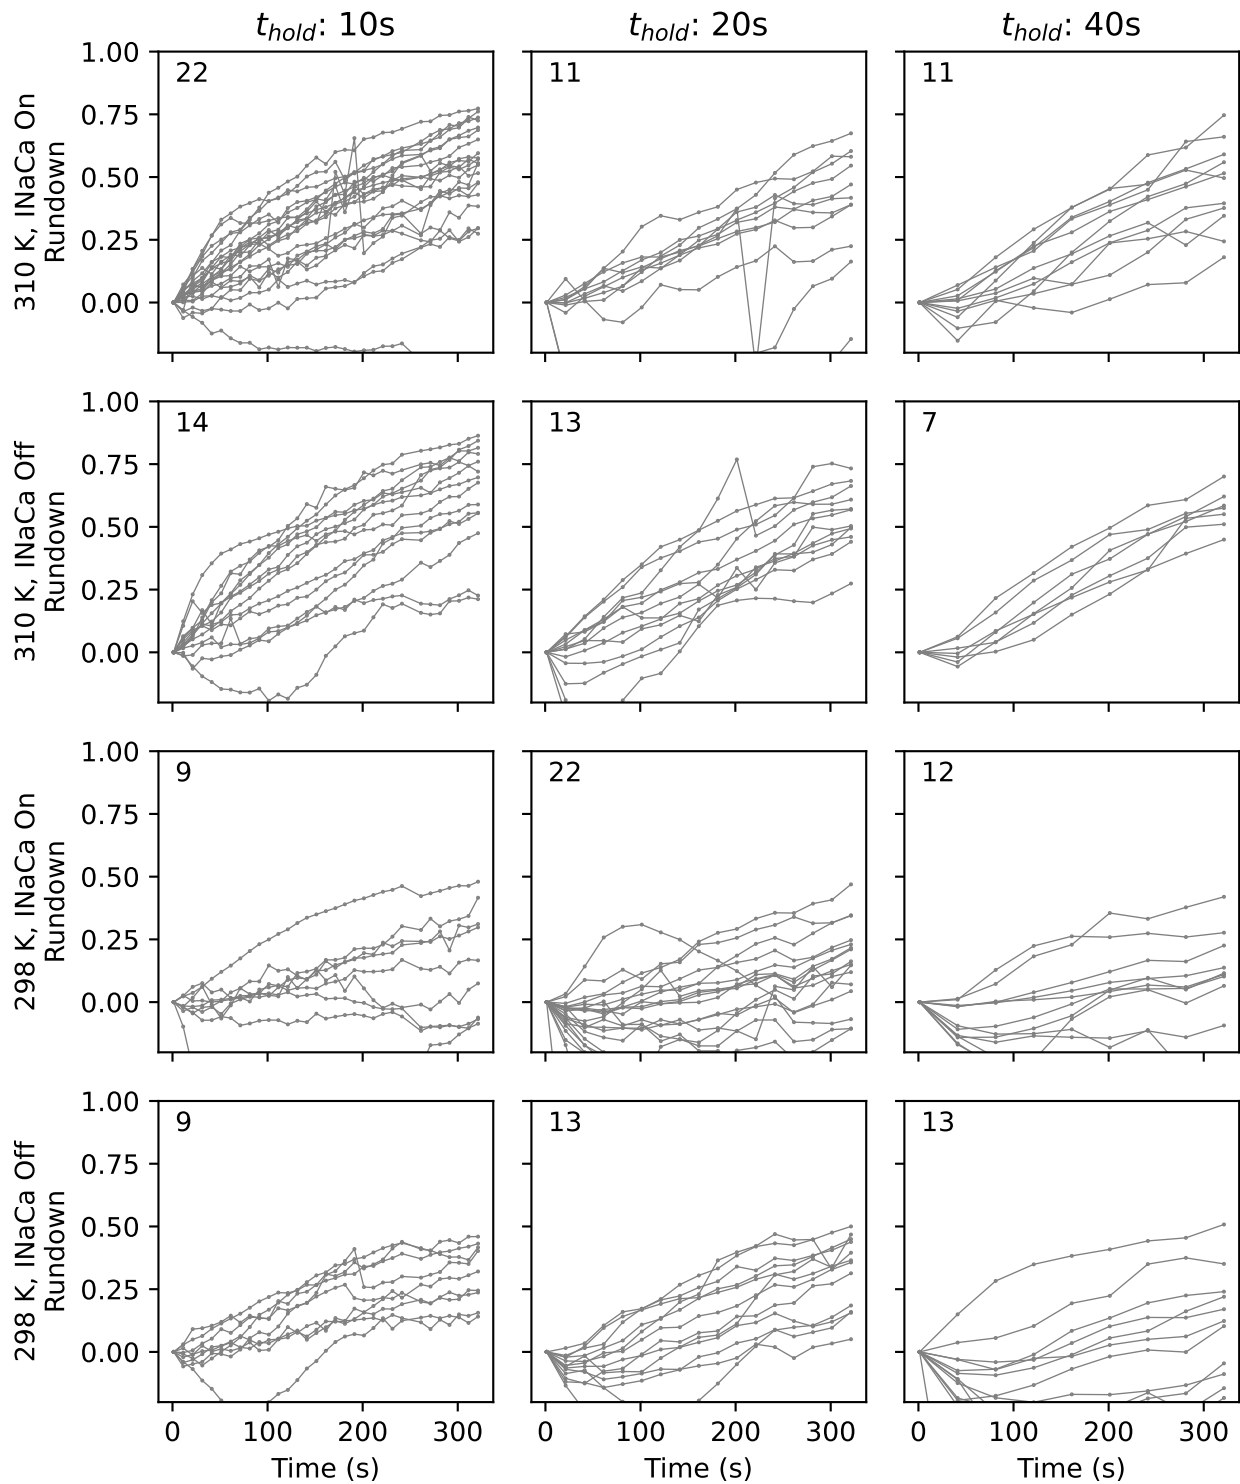 t_hold: 10s t_hold: 20s t_hold: 40s
310 K, INaCa On
Rundown
1.00
0.75
0.50
0.25
0.00
22 11 11
310 K, INaCa Off
Rundown
1.00
0.75
0.50
0.25
0.00
14 13 7
298 K, INaCa On
Rundown
1.00
0.75
0.50
0.25
0.00
9 22 12
298 K, INaCa Off
Rundown
1.00
0.75
0.50
0.25
0.00
9 13 13
0 100 200 300 0 100 200 300 0 100 200 300
Time (s) Time (s) Time (s)